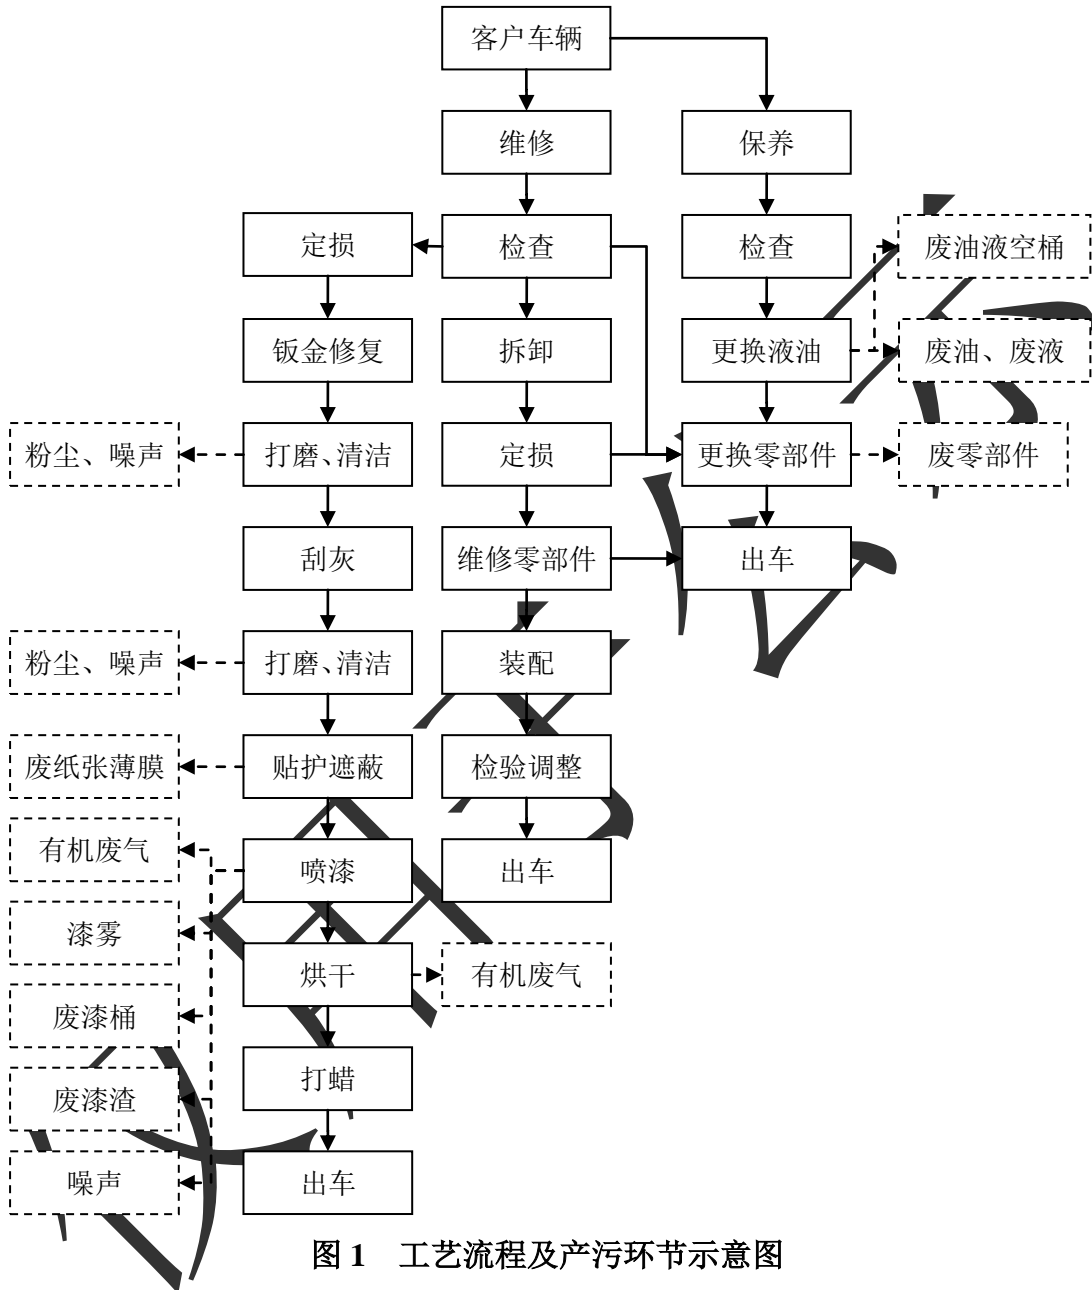 客户车辆
维修
保养
定损
检查
检查
废油液空桶
钣金修复
拆卸
更换液油
废油、废液
粉尘、噪声
打磨、清洁
定损
更换零部件
废零部件
刮灰
维修零部件
出车
粉尘、噪声
打磨、清洁
装配
废纸张薄膜
贴护遮蔽
检验调整
有机废气
喷漆
出车
漆雾
烘干
有机废气
废漆桶
打蜡
废漆渣
噪声
出车
图 1 工艺流程及产污环节示意图